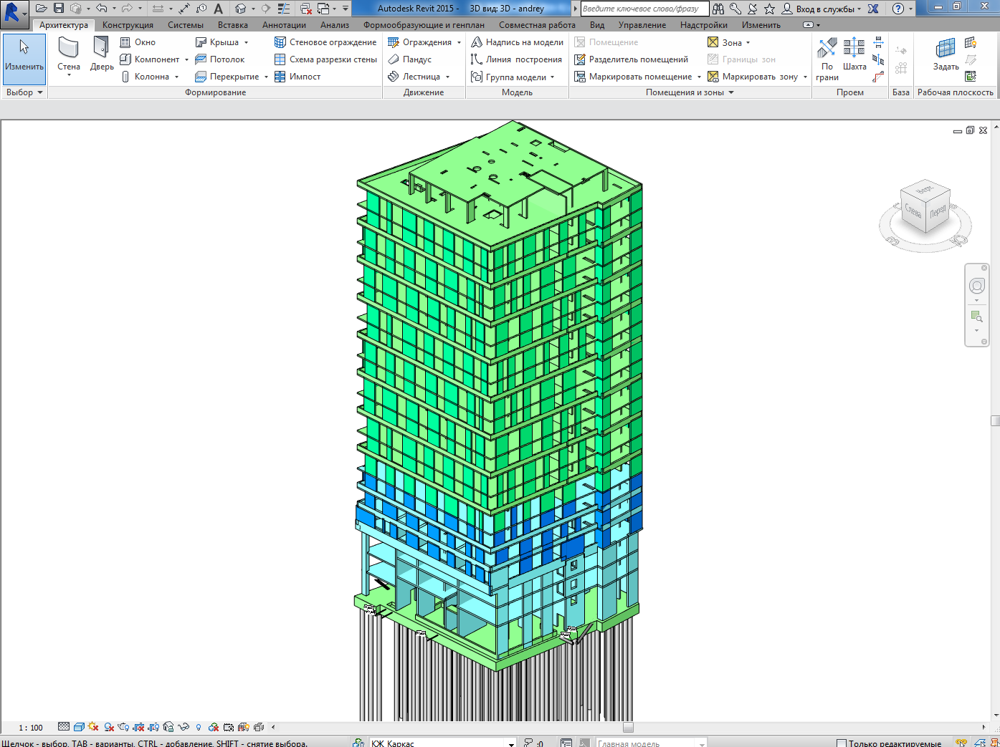 Autodesk Revit 2015 - 3D вид: 3D - andrey
Введите ключевое слово/фразу
Вход в службы
Архитектура Конструкция Системы Вставка Аннотации Анализ Формообразующие и генплан Совместная работа Вид Управление Надстройки Изменить
Изменить
Стена
Дверь
Окно
Компонент
Колонна
Крыша
Потолок
Перекрытие
Стеновое ограждение
Схема разрезки стены
Импост
Ограждения
Пандус
Лестница
Надпись на модели
Линия построения
Группа модели
Помещение
Разделитель помещений
Маркировать помещение
Зона
Границы зон
Маркировать зону
По
грани
Шахта
Задать
Выбор Формирование Движение Модель Помещения и зоны Проем База Рабочая плоскость
Верх
Слева
Перед
1 : 100
Щелчок - выбор, TAB - варианты, CTRL - добавление, SHIFT - снятие выбора.
КЖ Каркас
:0
Главная модель
Только редактируемые